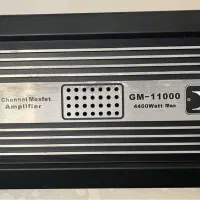 Channel Mosfet
Amplifier
GM-11000
4400Watt Max